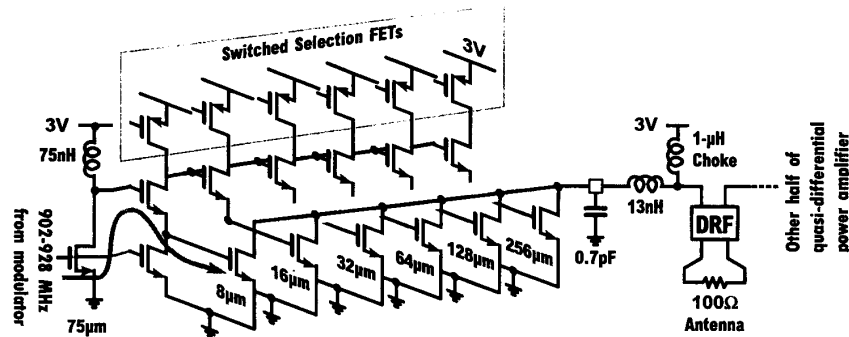 Switched Selection FETs
3V
3V
75nH
902-928 MHz
from modulator
75µm
8µm
16µm
32µm
64µm
128µm
256µm
0.7pF
13nH
3V
1-µH
Choke
DRF
100Ω
Antenna
Other half of
quasi-differential
power amplifier